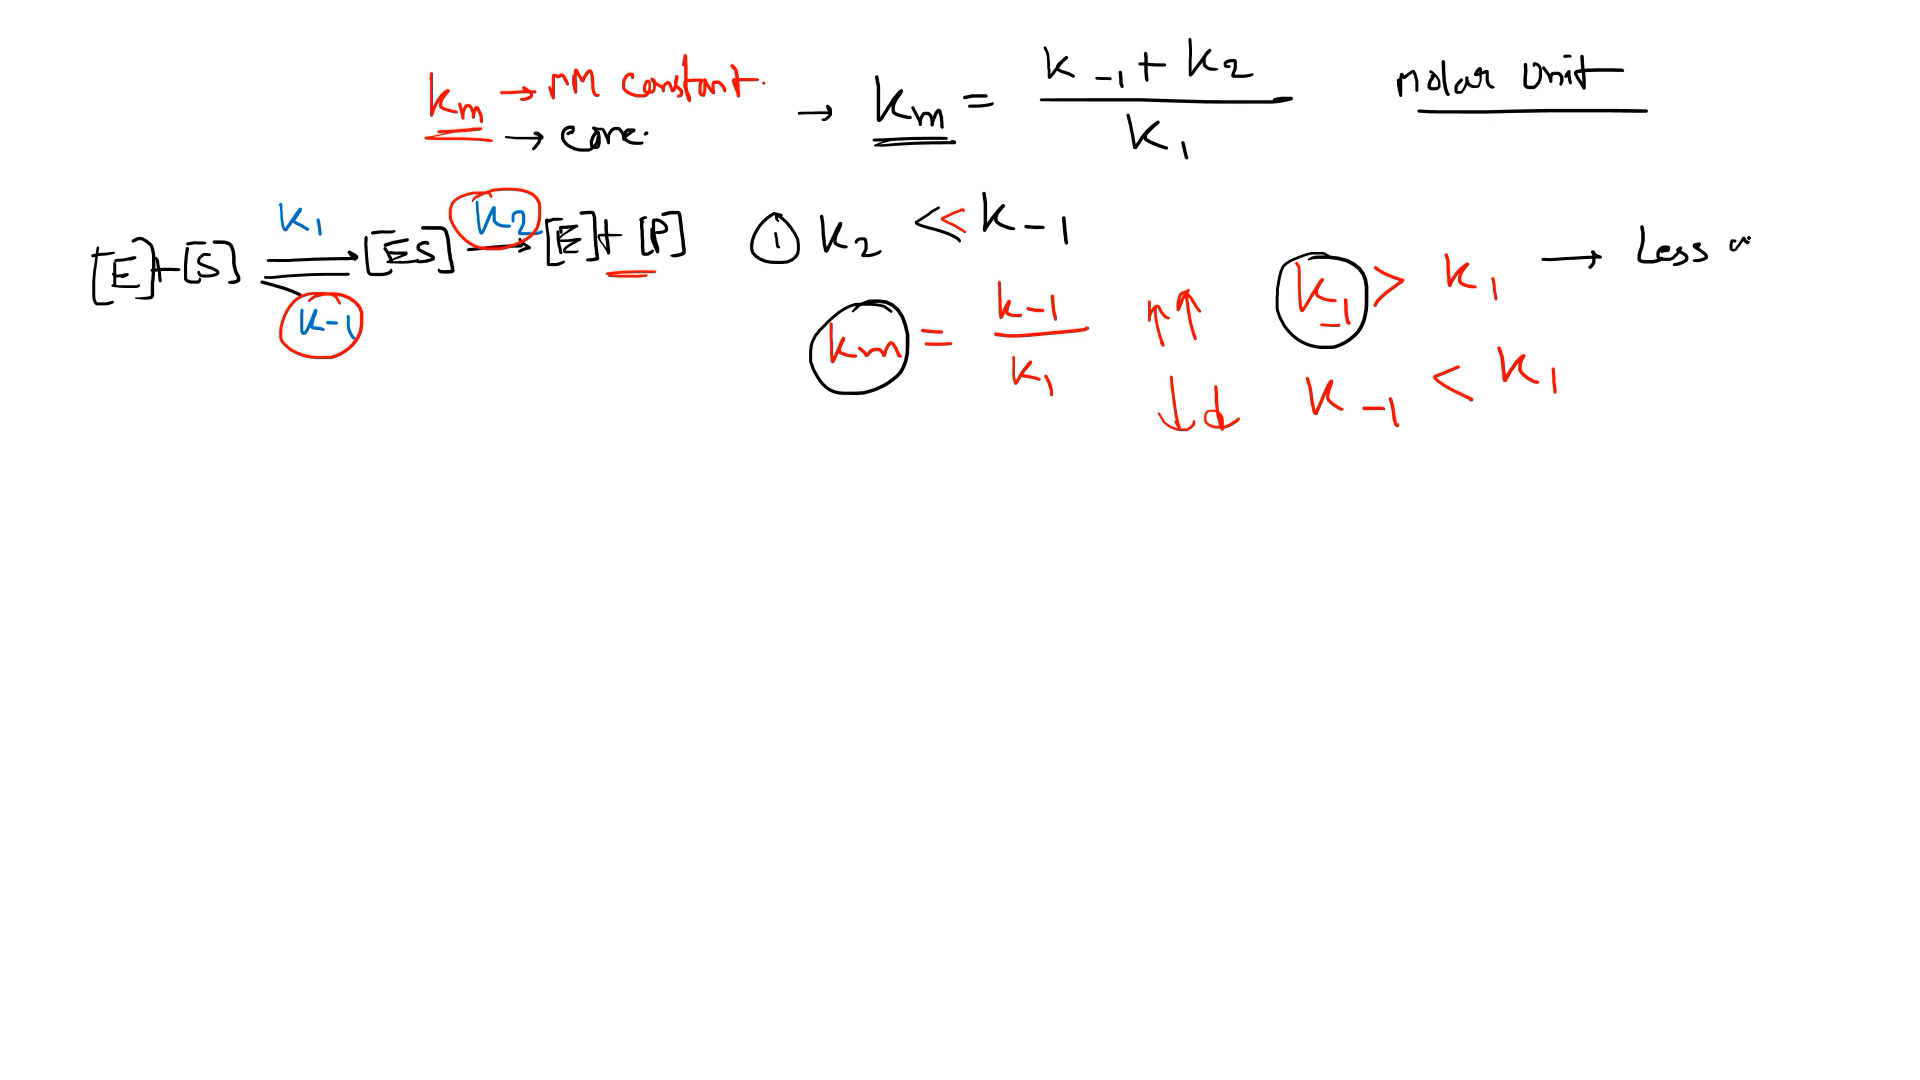 km → MM constant. → km = (k-1 + k2) / k1 Molar Unit
→ conc.
[E]+[S] ⇌ [ES] → [E]+[P]
k1 k2
k-1
① k2 << k-1
km = k-1 / k1
↑↑ k-1 > k1 → Less
↓↓ k-1 < k1